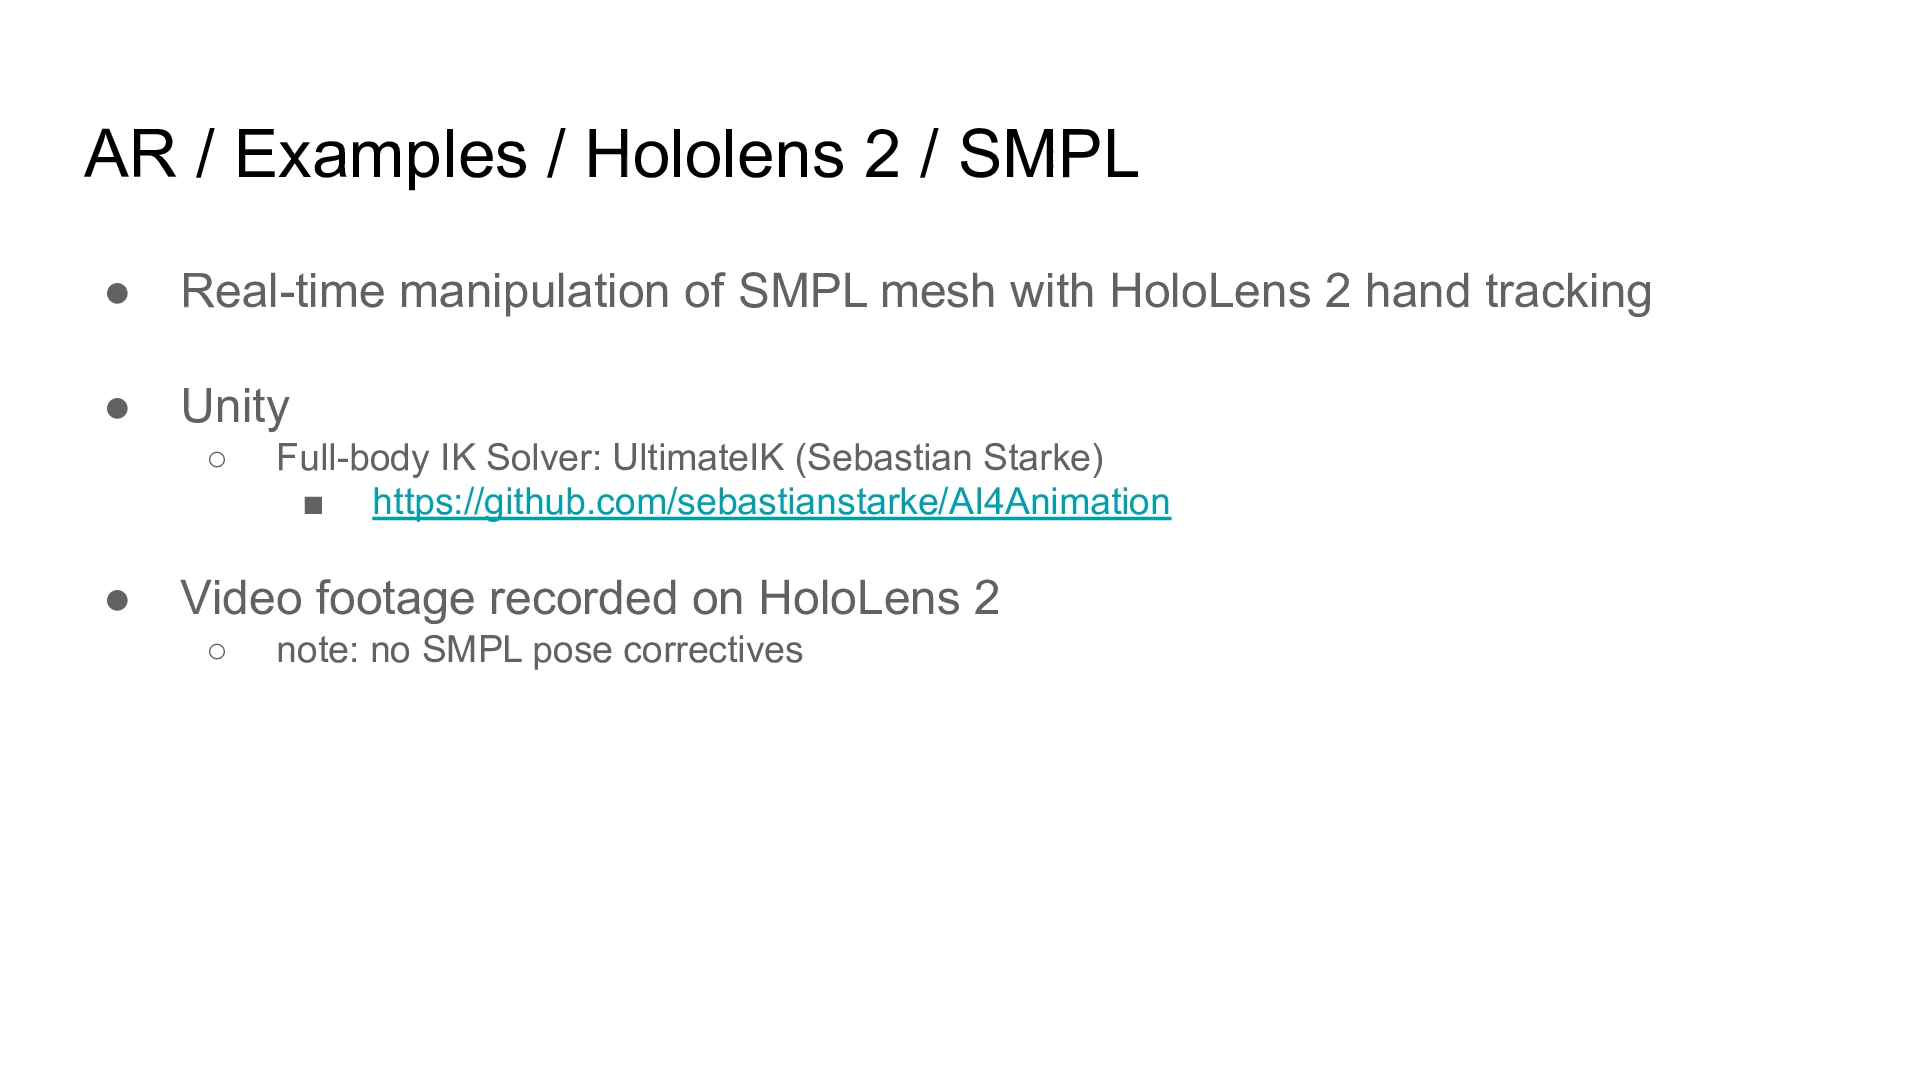 AR / Examples / Hololens 2 / SMPL
● Real-time manipulation of SMPL mesh with HoloLens 2 hand tracking
● Unity
○ Full-body IK Solver: UltimateIK (Sebastian Starke)
■ https://github.com/sebastianstarke/AI4Animation
● Video footage recorded on HoloLens 2
○ note: no SMPL pose correctives